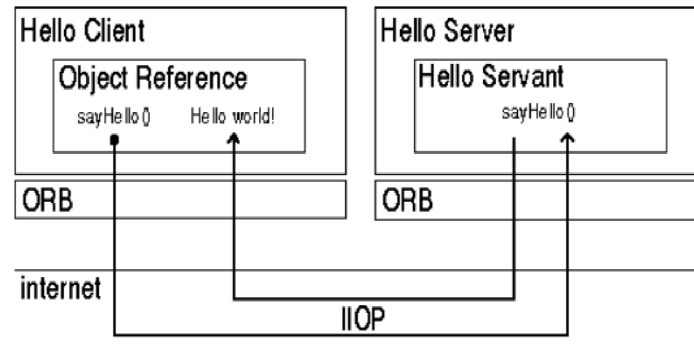 Hello Client
Object Reference
sayHello() Hello world!
ORB
Hello Server
Hello Servant
sayHello()
ORB
internet
IIOP